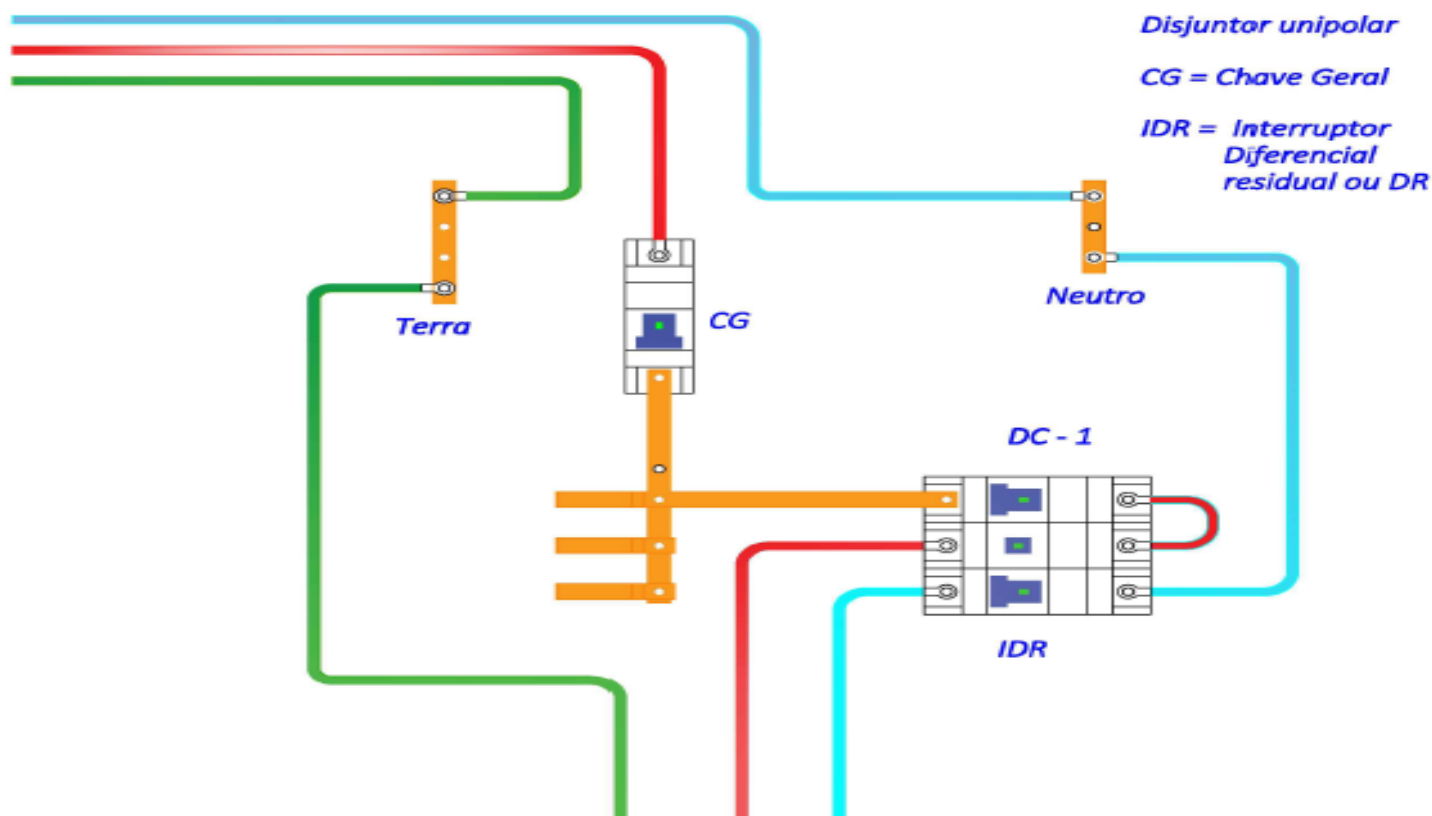 Disjuntor unipolar
CG = Chave Geral
IDR = Interruptor
Diferencial
residual ou DR
Terra
CG
Neutro
DC - 1
IDR